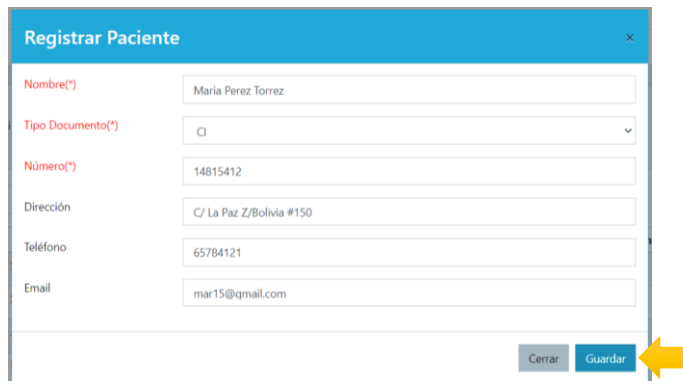 Registrar Paciente ×
Nombre(*) Maria Perez Torrez
Tipo Documento(*) CI
Número(*) 14815412
Dirección C/ La Paz Z/Bolivia #150
Teléfono 65784121
Email mar15@gmail.com
Cerrar Guardar